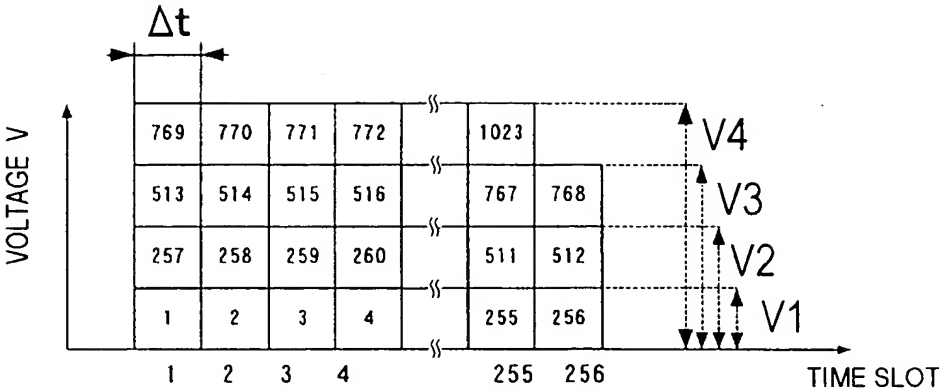 Δt
769 770 771 772 1023
V4
513 514 515 516 767 768
V3
257 258 259 260 511 512
V2
1 2 3 4 255 256
V1
1 2 3 4 255 256
TIME SLOT
VOLTAGE V